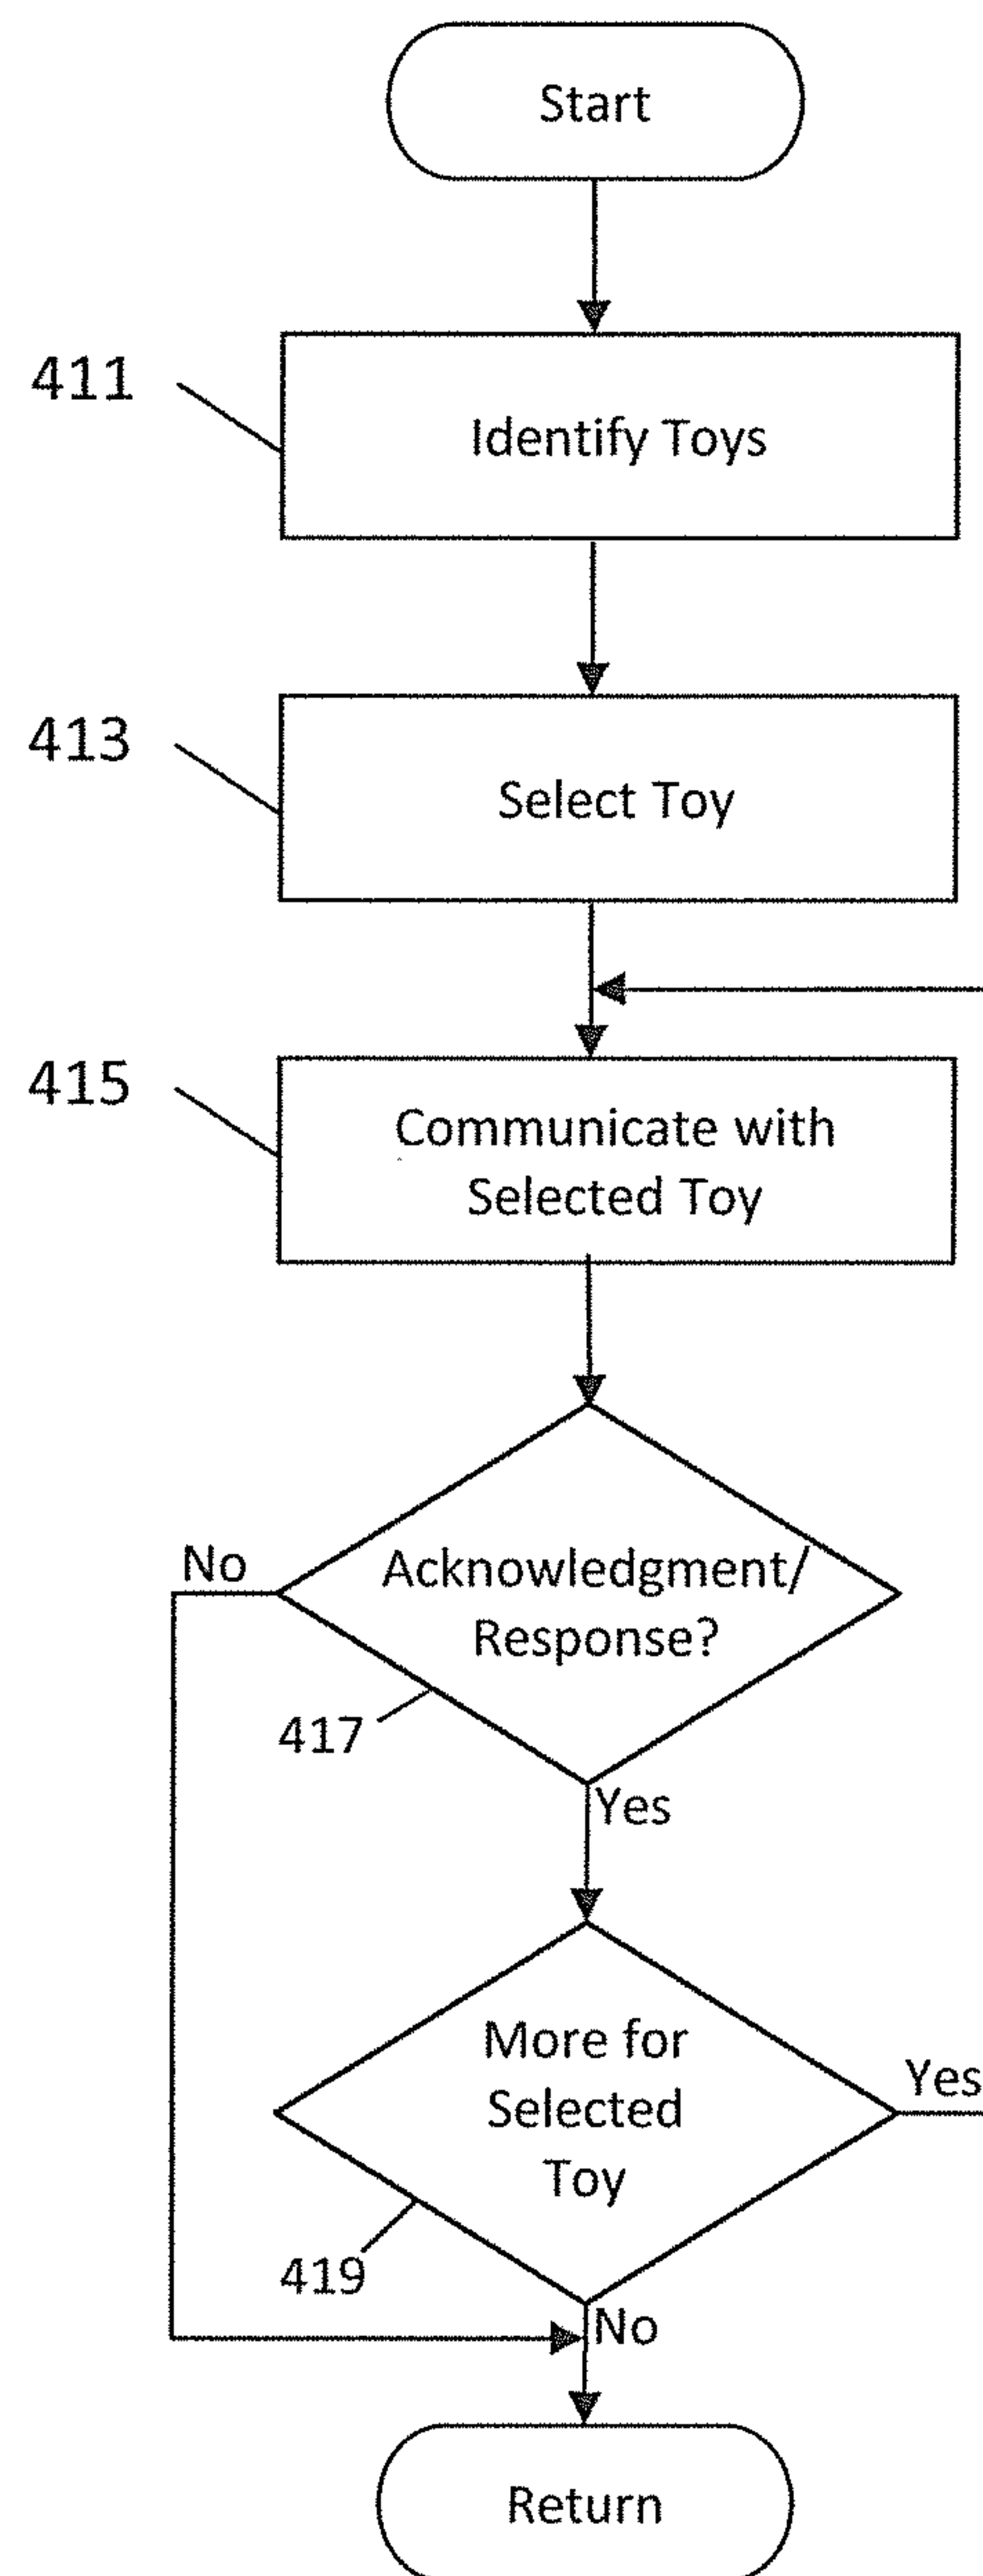 Start
411
Identify Toys
413
Select Toy
415
Communicate with
Selected Toy
No
Acknowledgment/
Response?
417
Yes
More for
Selected
Toy
Yes
419
No
Return